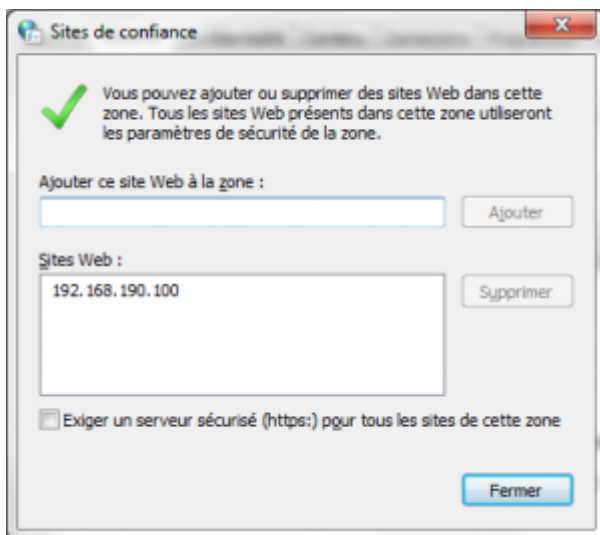 Sites de confiance
Vous pouvez ajouter ou supprimer des sites Web dans cette
zone. Tous les sites Web présents dans cette zone utiliseront
les paramètres de sécurité de la zone.
Ajouter ce site Web à la zone :
Ajouter
Sites Web :
192.168.190.100
Supprimer
Exiger un serveur sécurisé (https:) pour tous les sites de cette zone
Fermer